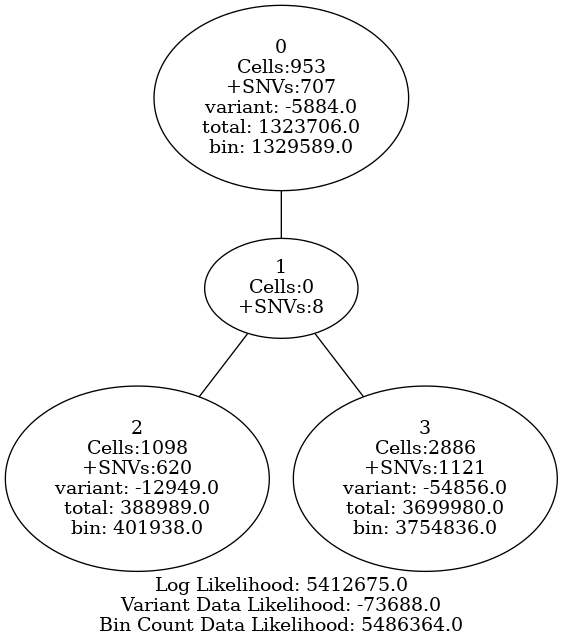 0
Cells:953
+SNVs:707
variant: -5884.0
total: 1323706.0
bin: 1329589.0
1
Cells:0
+SNVs:8
2
Cells:1098
+SNVs:620
variant: -12949.0
total: 388989.0
bin: 401938.0
3
Cells:2886
+SNVs:1121
variant: -54856.0
total: 3699980.0
bin: 3754836.0
Log Likelihood: 5412675.0
Variant Data Likelihood: -73688.0
Bin Count Data Likelihood: 5486364.0